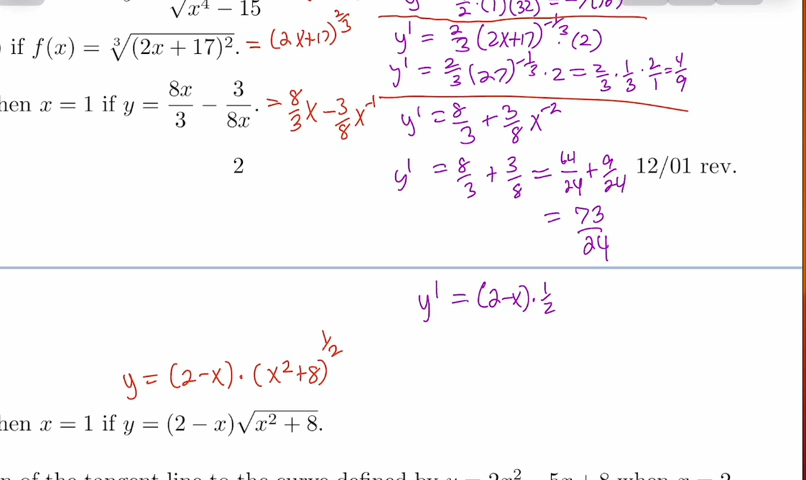 √x⁴ − 15
if f(x) = ∛(2x + 17)². = (2x+17)^(2/3)
y' = 2/3 (2x+17)^(-1/3) · (2)
y' = 2/3 (27)^(-1/3) · 2 = 2/3 · 1/3 · 2/1 = 4/9
hen x = 1 if y = 8x/3 − 3/8x. = 8/3 x − 3/8 x⁻¹
y' = 8/3 + 3/8 x⁻²
2
y' = 8/3 + 3/8 = 64/24 + 9/24
12/01 rev.
= 73/24
y' = (2-x) · 1/2
y = (2-x) · (x²+8)^(1/2)
hen x = 1 if y = (2 − x)√x² + 8.